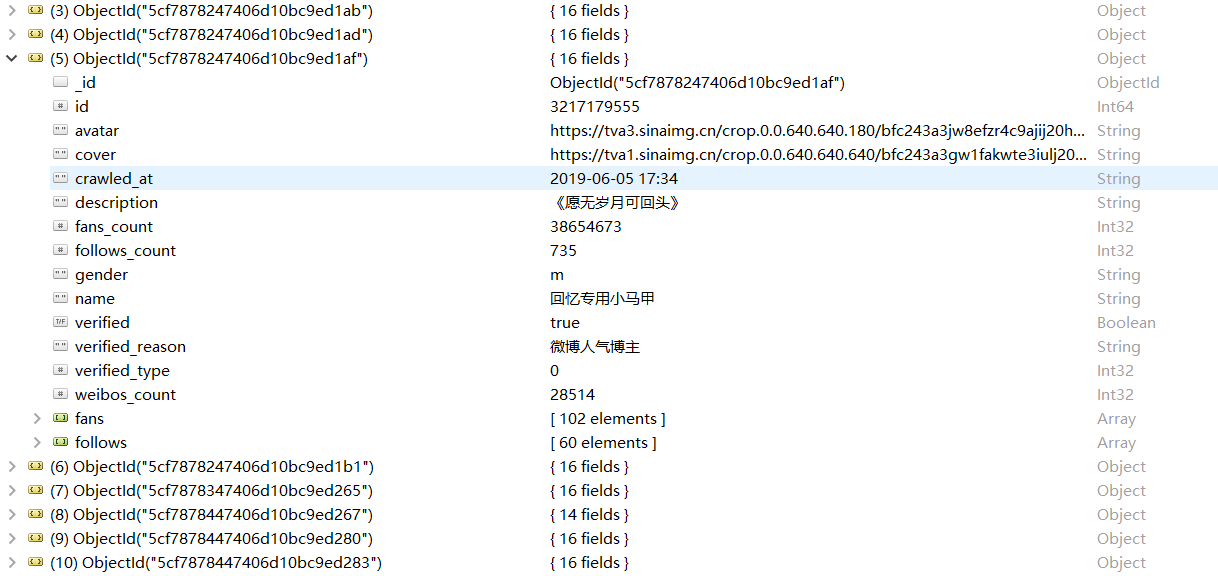 (3) ObjectId("5cf7878247406d10bc9ed1ab") { 16 fields } Object
(4) ObjectId("5cf7878247406d10bc9ed1ad") { 16 fields } Object
(5) ObjectId("5cf7878247406d10bc9ed1af") { 16 fields } Object
_id ObjectId("5cf7878247406d10bc9ed1af") ObjectId
# id 3217179555 Int64
"" avatar https://tva3.sinaimg.cn/crop.0.0.640.640.180/bfc243a3jw8efzr4c9ajij20h... String
"" cover https://tva1.sinaimg.cn/crop.0.0.640.640.640/bfc243a3gw1fakwte3iulj20... String
"" crawled_at 2019-06-05 17:34 String
"" description 《愿无岁月可回头》 String
# fans_count 38654673 Int32
# follows_count 735 Int32
"" gender m String
"" name 回忆专用小马甲 String
T/F verified true Boolean
"" verified_reason 微博人气博主 String
# verified_type 0 Int32
# weibos_count 28514 Int32
fans [ 102 elements ] Array
follows [ 60 elements ] Array
(6) ObjectId("5cf7878247406d10bc9ed1b1") { 16 fields } Object
(7) ObjectId("5cf7878347406d10bc9ed265") { 16 fields } Object
(8) ObjectId("5cf7878447406d10bc9ed267") { 14 fields } Object
(9) ObjectId("5cf7878447406d10bc9ed280") { 16 fields } Object
(10) ObjectId("5cf7878447406d10bc9ed283") { 16 fields } Object